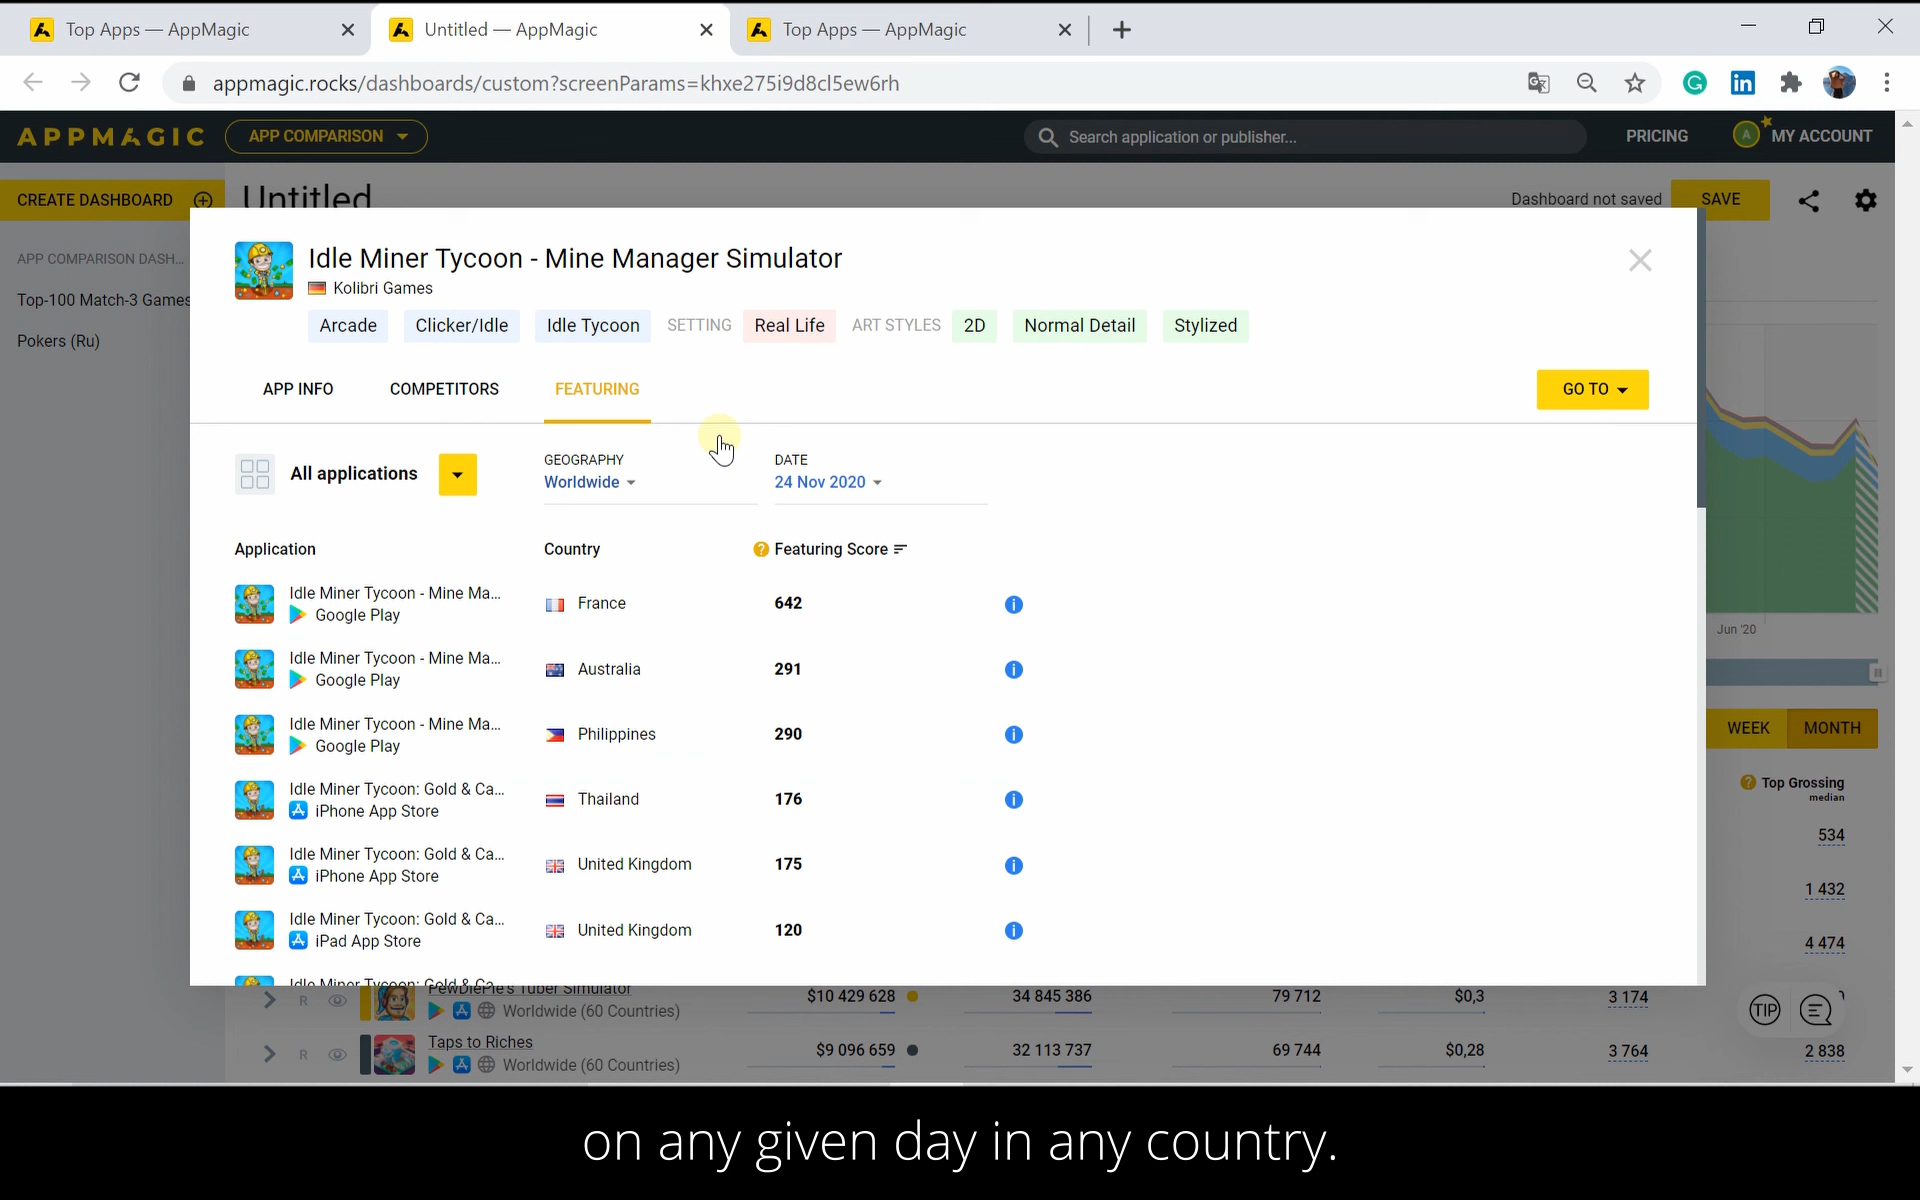 Top Apps — AppMagic
Untitled — AppMagic
Top Apps — AppMagic
appmagic.rocks/dashboards/custom?screenParams=khxe275i9d8cl5ew6rh
APPMAGIC
APP COMPARISON
Search application or publisher...
PRICING
A
MY ACCOUNT
CREATE DASHBOARD
Untitled
Dashboard not saved
SAVE
APP COMPARISON DASH...
Top-100 Match-3 Games
Pokers (Ru)
Idle Miner Tycoon - Mine Manager Simulator
Kolibri Games
Arcade Clicker/Idle Idle Tycoon SETTING Real Life ART STYLES 2D Normal Detail Stylized
APP INFO COMPETITORS FEATURING
GO TO
All applications
GEOGRAPHY
Worldwide
DATE
24 Nov 2020
Application Country Featuring Score
Idle Miner Tycoon - Mine Ma...
Google Play
France 642
Idle Miner Tycoon - Mine Ma...
Google Play
Australia 291
Idle Miner Tycoon - Mine Ma...
Google Play
Philippines 290
Idle Miner Tycoon: Gold & Ca...
iPhone App Store
Thailand 176
Idle Miner Tycoon: Gold & Ca...
iPhone App Store
United Kingdom 175
Idle Miner Tycoon: Gold & Ca...
iPad App Store
United Kingdom 120
Idle Miner Tycoon: Gold & Ca...
Jun '20
WEEK MONTH
Top Grossing
median
534
1 432
4 474
R PewDiePie's Tuber Simulator
Worldwide (60 Countries)
$10 429 628 34 845 386 79 712 $0,3 3 174
TIP
R Taps to Riches
Worldwide (60 Countries)
$9 096 659 32 113 737 69 744 $0,28 3 764 2 838
on any given day in any country.